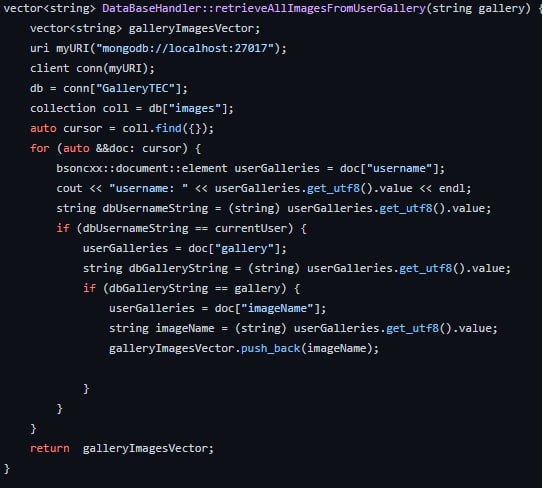 vector<string> DataBaseHandler::retrieveAllImagesFromUserGallery(string gallery) {
    vector<string> galleryImagesVector;
    uri myURI("mongodb://localhost:27017");
    client conn(myURI);
    db = conn["GalleryTEC"];
    collection coll = db["images"];
    auto cursor = coll.find({});
    for (auto &&doc: cursor) {
        bsoncxx::document::element userGalleries = doc["username"];
        cout << "username: " << userGalleries.get_utf8().value << endl;
        string dbUsernameString = (string) userGalleries.get_utf8().value;
        if (dbUsernameString == currentUser) {
            userGalleries = doc["gallery"];
            string dbGalleryString = (string) userGalleries.get_utf8().value;
            if (dbGalleryString == gallery) {
                userGalleries = doc["imageName"];
                string imageName = (string) userGalleries.get_utf8().value;
                galleryImagesVector.push_back(imageName);

            }
        }
    }
    return  galleryImagesVector;
}